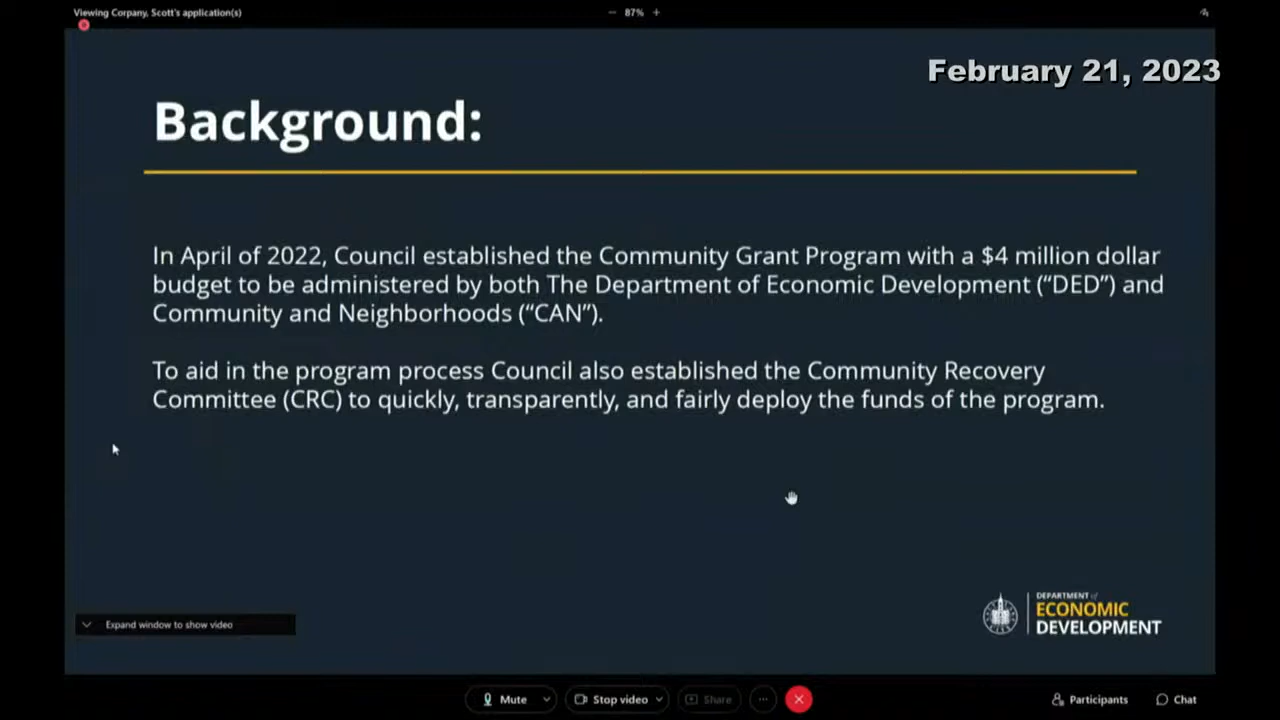 Viewing Corpany, Scott's application(s)
87%
February 21, 2023
Background:
In April of 2022, Council established the Community Grant Program with a $4 million dollar
budget to be administered by both The Department of Economic Development (“DED”) and
Community and Neighborhoods (“CAN”).
To aid in the program process Council also established the Community Recovery
Committee (CRC) to quickly, transparently, and fairly deploy the funds of the program.
DEPARTMENT of
ECONOMIC
DEVELOPMENT
Expand window to show video
Mute
Stop video
Share
Participants
Chat